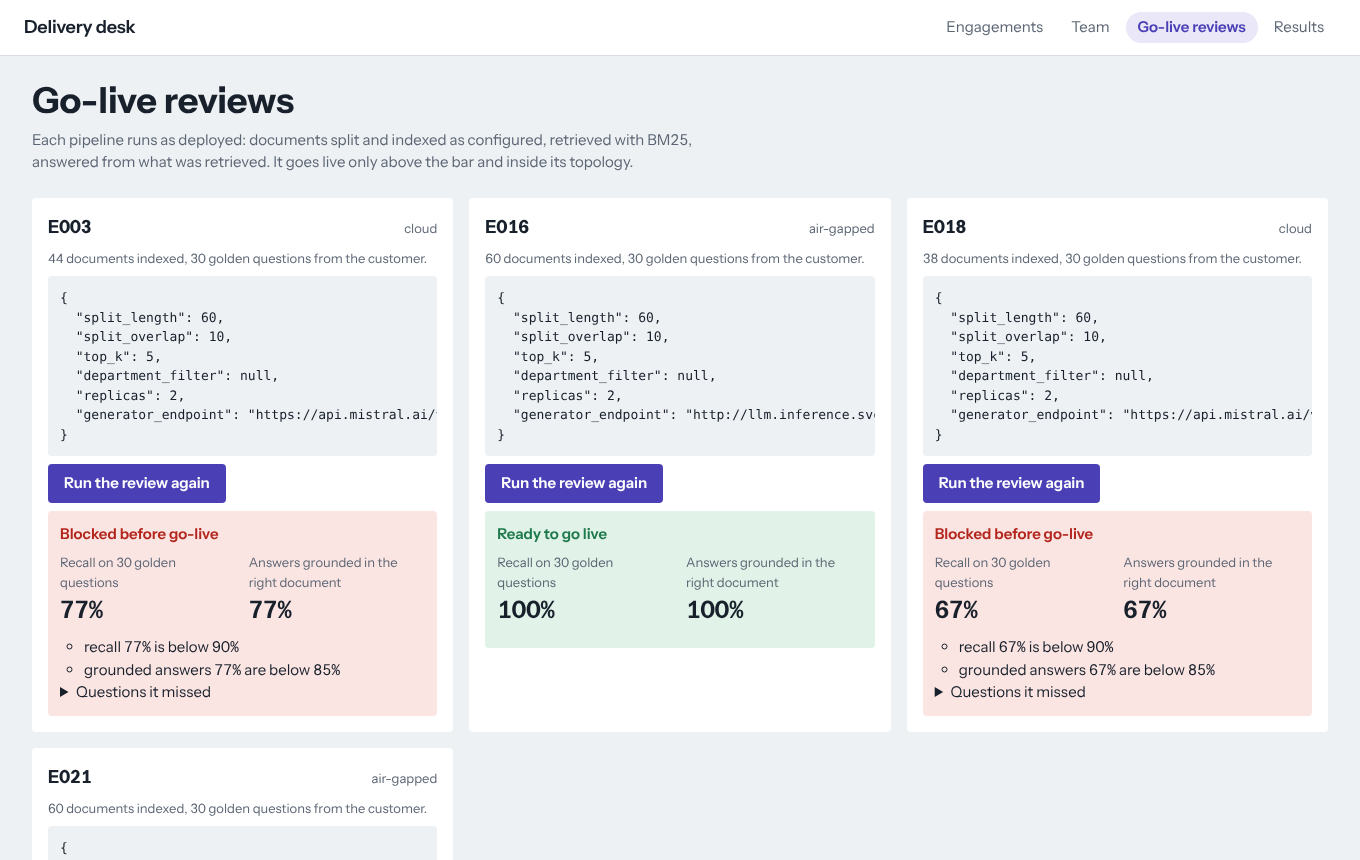 Delivery desk
Engagements
Team
Go-live reviews
Results
Go-live reviews
Each pipeline runs as deployed: documents split and indexed as configured, retrieved with BM25,
answered from what was retrieved. It goes live only above the bar and inside its topology.
E003
cloud
44 documents indexed, 30 golden questions from the customer.
{
"split_length": 60,
"split_overlap": 10,
"top_k": 5,
"department_filter": null,
"replicas": 2,
"generator_endpoint": "https://api.mistral.ai/
}
Run the review again
Blocked before go-live
Recall on 30 golden
questions
77%
Answers grounded in the
right document
77%
recall 77% is below 90%
grounded answers 77% are below 85%
Questions it missed
E016
air-gapped
60 documents indexed, 30 golden questions from the customer.
{
"split_length": 60,
"split_overlap": 10,
"top_k": 5,
"department_filter": null,
"replicas": 2,
"generator_endpoint": "http://llm.inference.svc
}
Run the review again
Ready to go live
Recall on 30 golden
questions
100%
Answers grounded in the
right document
100%
E018
cloud
38 documents indexed, 30 golden questions from the customer.
{
"split_length": 60,
"split_overlap": 10,
"top_k": 5,
"department_filter": null,
"replicas": 2,
"generator_endpoint": "https://api.mistral.ai/
}
Run the review again
Blocked before go-live
Recall on 30 golden
questions
67%
Answers grounded in the
right document
67%
recall 67% is below 90%
grounded answers 67% are below 85%
Questions it missed
E021
air-gapped
60 documents indexed, 30 golden questions from the customer.
{